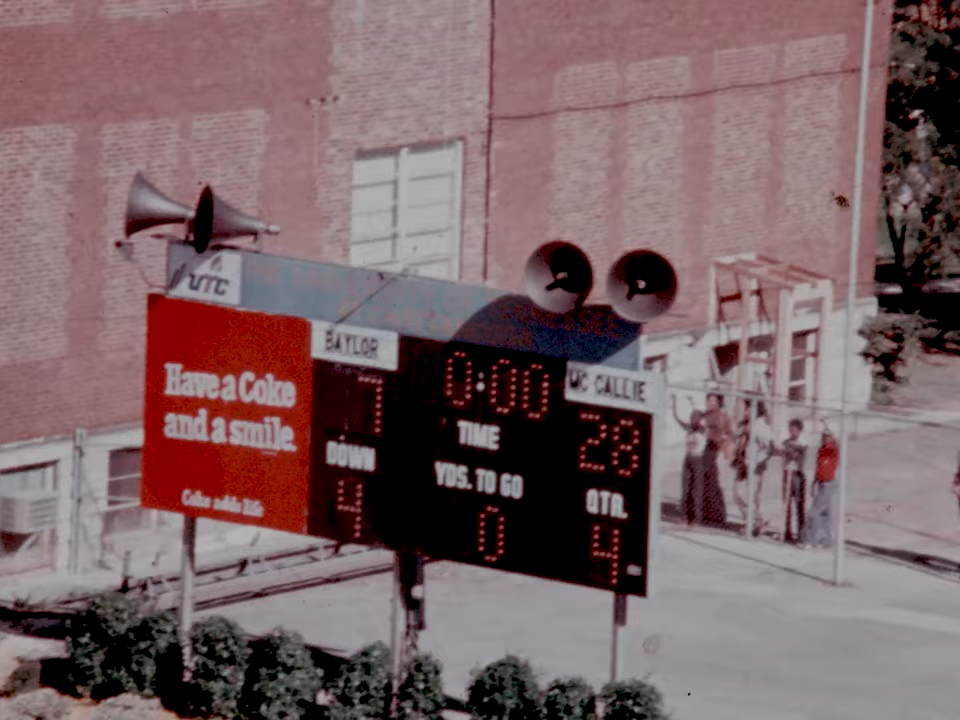 UTC
Have a Coke
and a smile.
Coke adds life
BAYLOR
7
DOWN
4
0:00
TIME
YDS. TO GO
0
MC CALLIE
28
QTR.
4